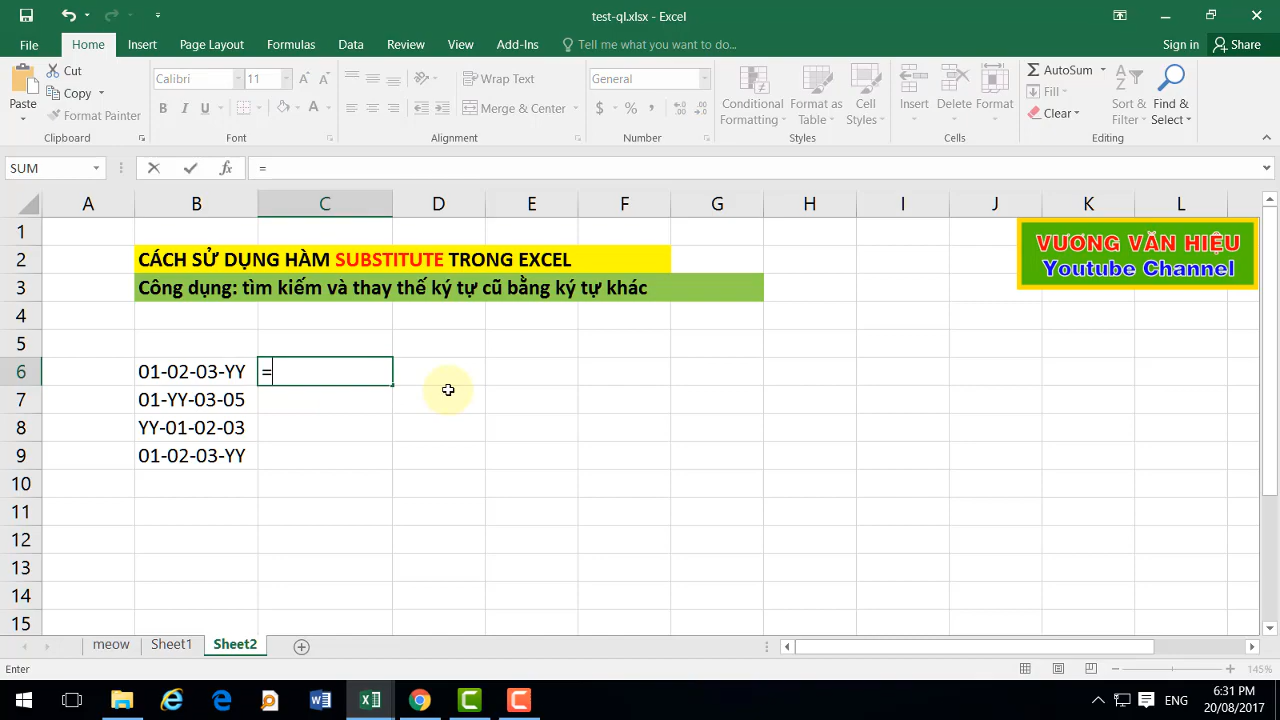 test-ql.xlsx - Excel
File Home Insert Page Layout Formulas Data Review View Add-Ins Tell me what you want to do... Sign in Share
Paste Cut Copy Format Painter
Calibri 11 A A
B I U A
Wrap Text
Merge & Center
General
$ % ,
Conditional Formatting Format as Table Cell Styles
Insert Delete Format
AutoSum Fill Clear
Sort & Filter Find & Select
Clipboard Font Alignment Number Styles Cells Editing
SUM fx =
A B C D E F G H I J K L
1
2 CÁCH SỬ DỤNG HÀM SUBSTITUTE TRONG EXCEL
3 Công dụng: tìm kiếm và thay thế ký tự cũ bằng ký tự khác
VƯƠNG VĂN HIỆU
Youtube Channel
4
5
6 01-02-03-YY =
7 01-YY-03-05
8 YY-01-02-03
9 01-02-03-YY
10
11
12
13
14
15
meow Sheet1 Sheet2
Enter 145%
ENG 6:31 PM
20/08/2017